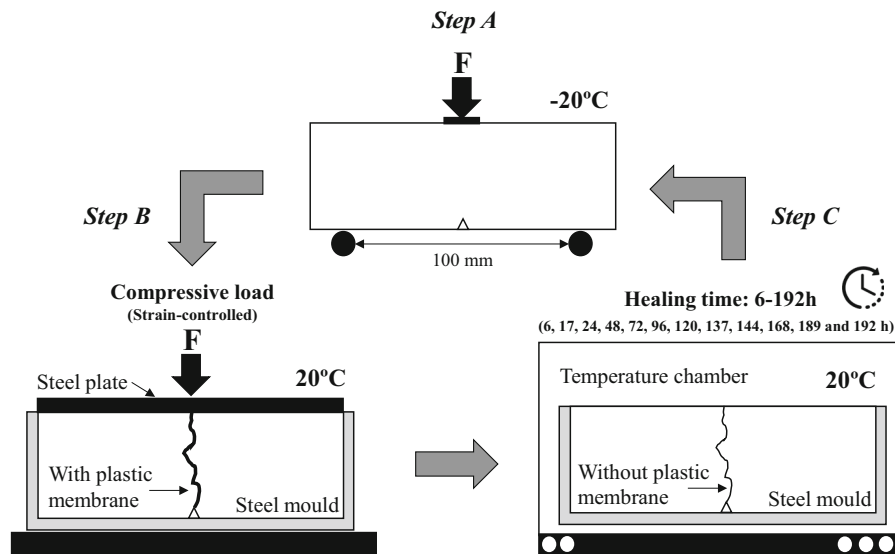 Step A
F
-20ºC
100 mm
Step B
Compressive load
(Strain-controlled)
F
Steel plate
20ºC
With plastic
membrane
Steel mould
Step C
Healing time: 6-192h
(6, 17, 24, 48, 72, 96, 120, 137, 144, 168, 189 and 192 h)
Temperature chamber
20ºC
Without plastic
membrane
Steel mould